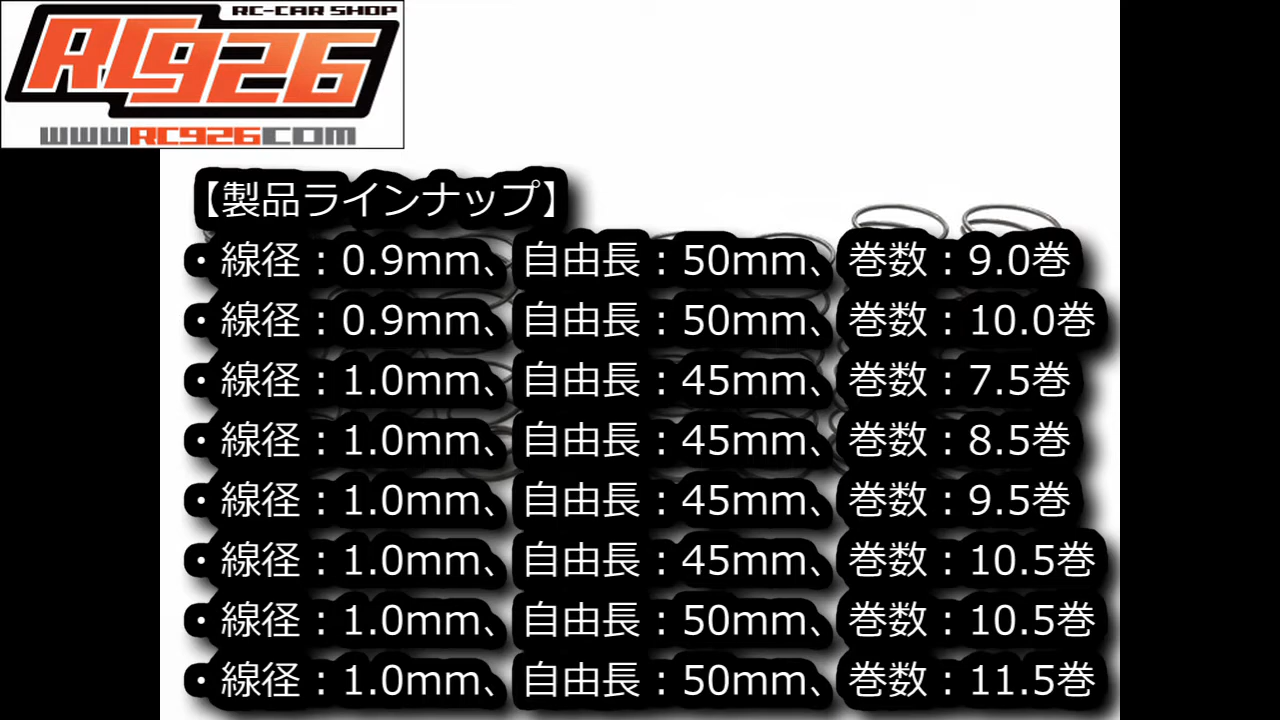 RC-CAR SHOP
RC926
WWW.RC926.COM
【製品ラインナップ】
・線径：0.9mm、自由長：50mm、巻数：9.0巻
・線径：0.9mm、自由長：50mm、巻数：10.0巻
・線径：1.0mm、自由長：45mm、巻数：7.5巻
・線径：1.0mm、自由長：45mm、巻数：8.5巻
・線径：1.0mm、自由長：45mm、巻数：9.5巻
・線径：1.0mm、自由長：45mm、巻数：10.5巻
・線径：1.0mm、自由長：50mm、巻数：10.5巻
・線径：1.0mm、自由長：50mm、巻数：11.5巻